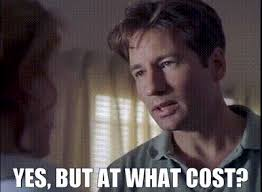 YES, BUT AT WHAT COST?